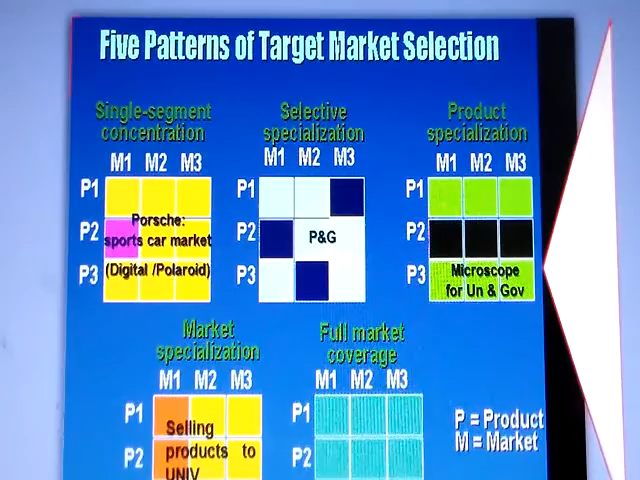 Five Patterns of Target Market Selection
Single-segment
concentration
M1 M2 M3
P1
P2
P3
Porsche:
sports car market
(Digital /Polaroid)
Selective
specialization
M1 M2 M3
P1
P2
P3
P&G
Product
specialization
M1 M2 M3
P1
P2
P3
Microscope
for Un & Gov
Market
specialization
M1 M2 M3
P1
P2
Selling
products to
UNIV
Full market
coverage
M1 M2 M3
P1
P2
P = Product
M = Market